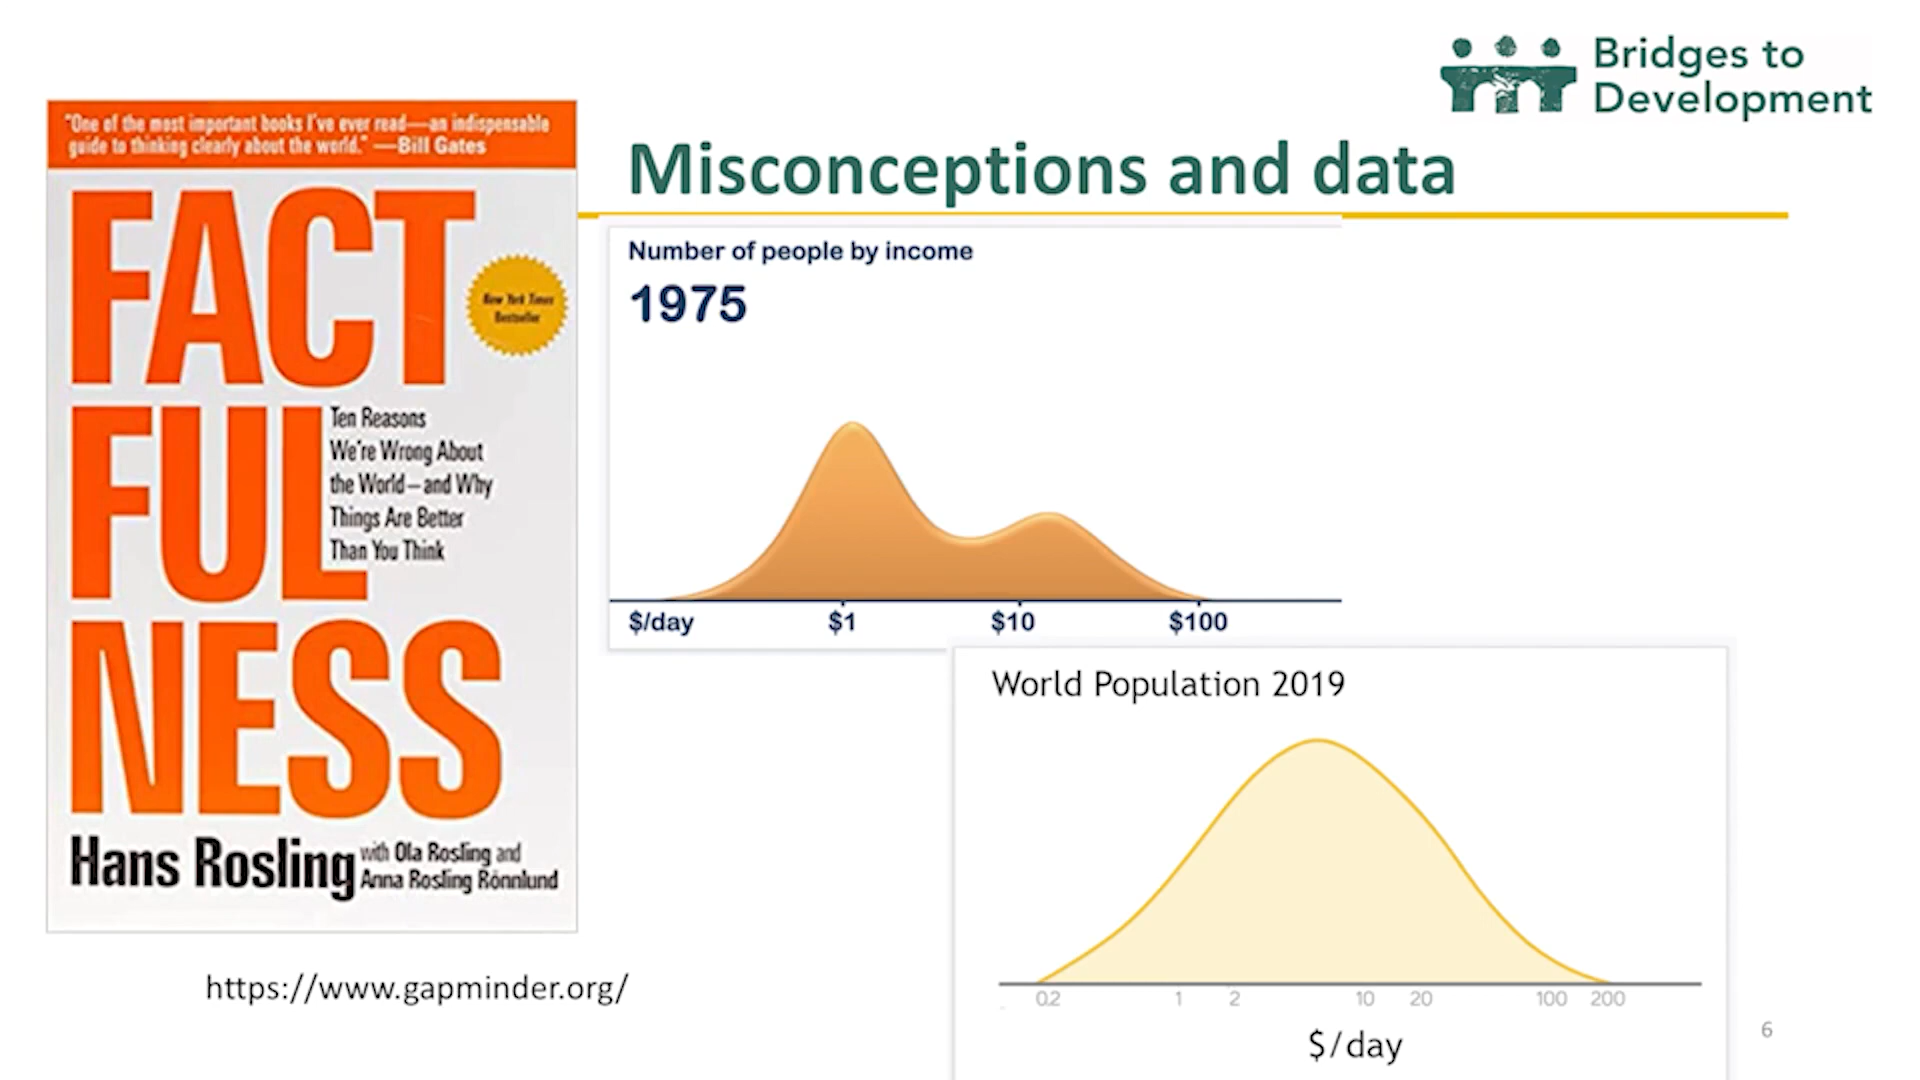 Bridges to
Development
"One of the most important books I've ever read—an indispensable
guide to thinking clearly about the world." —Bill Gates
FACT
FUL
NESS
New York Times
Bestseller
Ten Reasons
We're Wrong About
the World—and Why
Things Are Better
Than You Think
Hans Rosling with Ola Rosling and
Anna Rosling Rönnlund
https://www.gapminder.org/
Misconceptions and data
Number of people by income
1975
$/day $1 $10 $100
World Population 2019
0.2 1 2 10 20 100 200
$/day
6